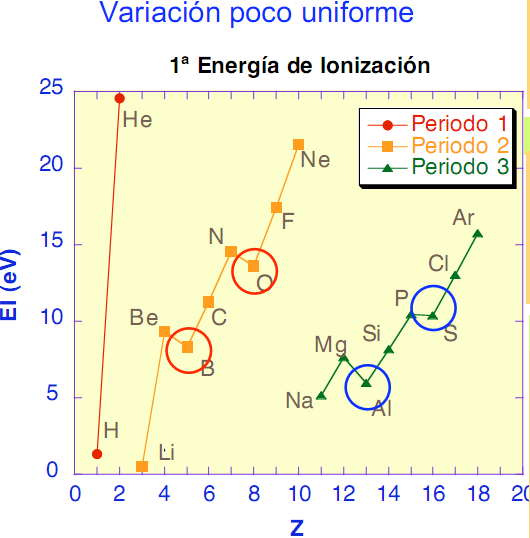 Variación poco uniforme
1ª Energía de Ionización
25
20
15
10
5
0
EI (eV)
Periodo 1
Periodo 2
Periodo 3
He
Ne
N
F
O
Ar
Cl
Be
C
P
S
Si
Mg
B
Na
Al
H
Li
0 2 4 6 8 10 12 14 16 18 20
Z